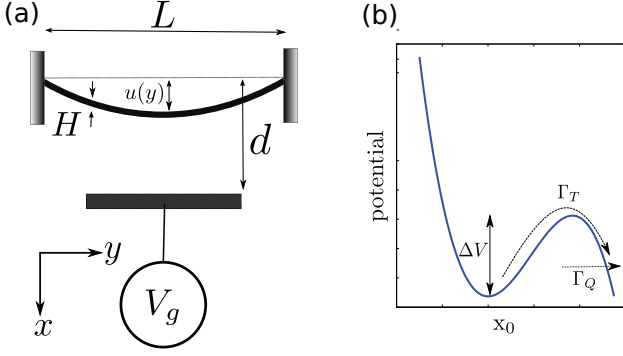 (a)
L
u(y)
H
d
y
x
V_g
(b)
potential
ΔV
Γ_T
Γ_Q
x_0